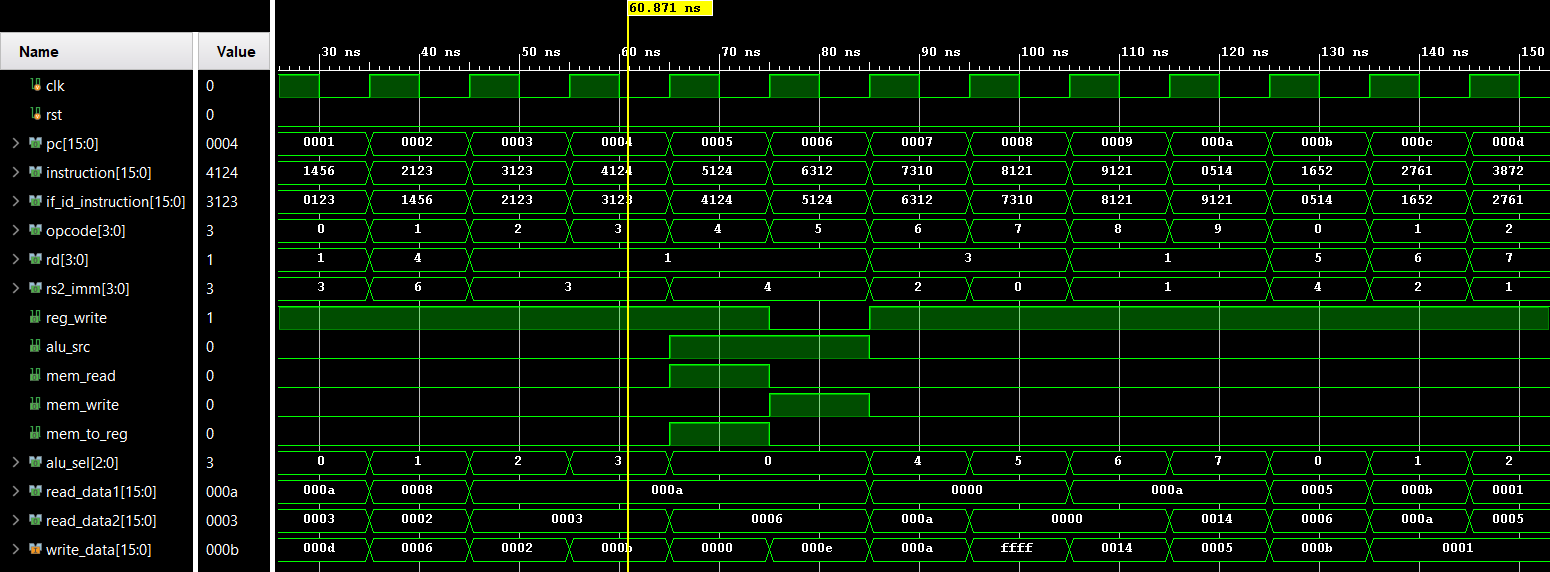 60.871 ns
Name Value
30 ns 40 ns 50 ns 60 ns 70 ns 80 ns 90 ns 100 ns 110 ns 120 ns 130 ns 140 ns 150
clk 0
rst 0
pc[15:0] 0004 0001 0002 0003 0004 0005 0006 0007 0008 0009 000a 000b 000c 000d
instruction[15:0] 4124 1456 2123 3123 4124 5124 6312 7310 8121 9121 0514 1652 2761 3872
if_id_instruction[15:0] 3123 0123 1456 2123 3123 4124 5124 6312 7310 8121 9121 0514 1652 2761
opcode[3:0] 3 0 1 2 3 4 5 6 7 8 9 0 1 2
rd[3:0] 1 1 4 1 3 1 5 6 7
rs2_imm[3:0] 3 3 6 3 4 2 0 1 4 2 1
reg_write 1
alu_src 0
mem_read 0
mem_write 0
mem_to_reg 0
alu_sel[2:0] 3 0 1 2 3 0 4 5 6 7 0 1 2
read_data1[15:0] 000a 000a 0008 000a 0000 000a 0005 000b 0001
read_data2[15:0] 0003 0003 0002 0003 0006 000a 0000 0014 0006 000a 0005
write_data[15:0] 000b 000d 0006 0002 000b 0000 000e 000a ffff 0014 0005 000b 0001